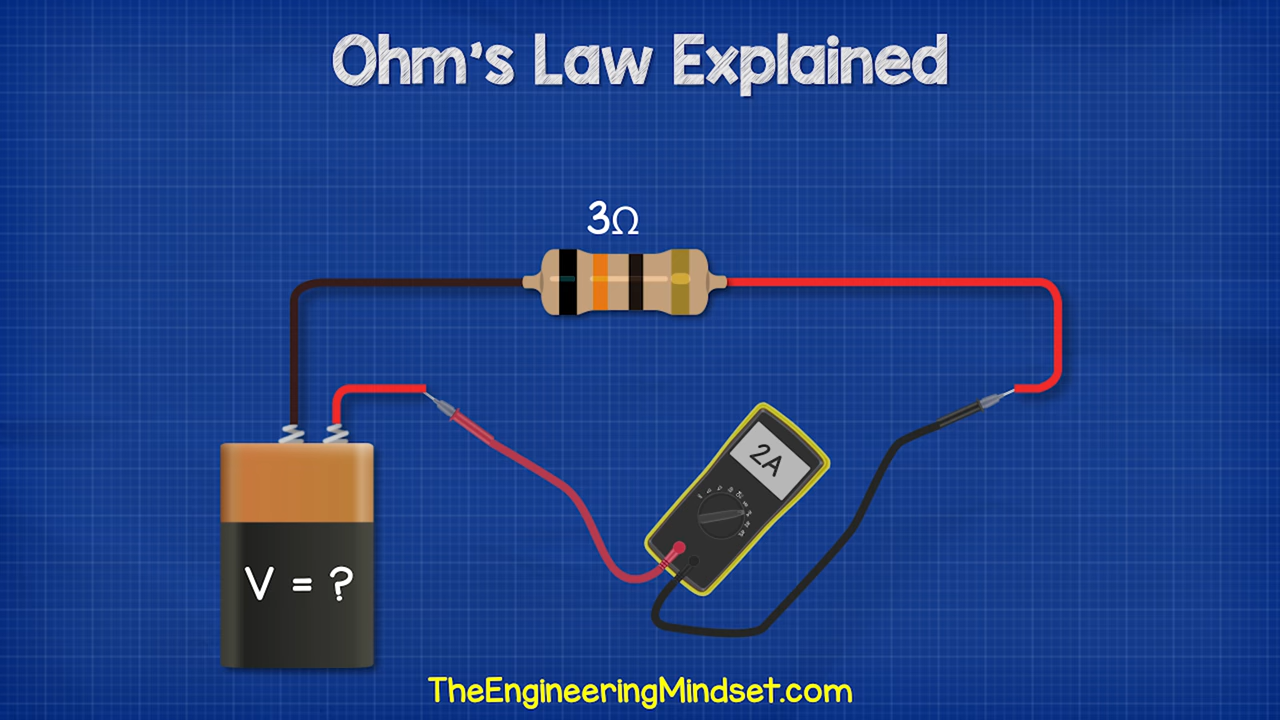 Ohm's Law Explained
3Ω
2A
V = ?
TheEngineeringMindset.com